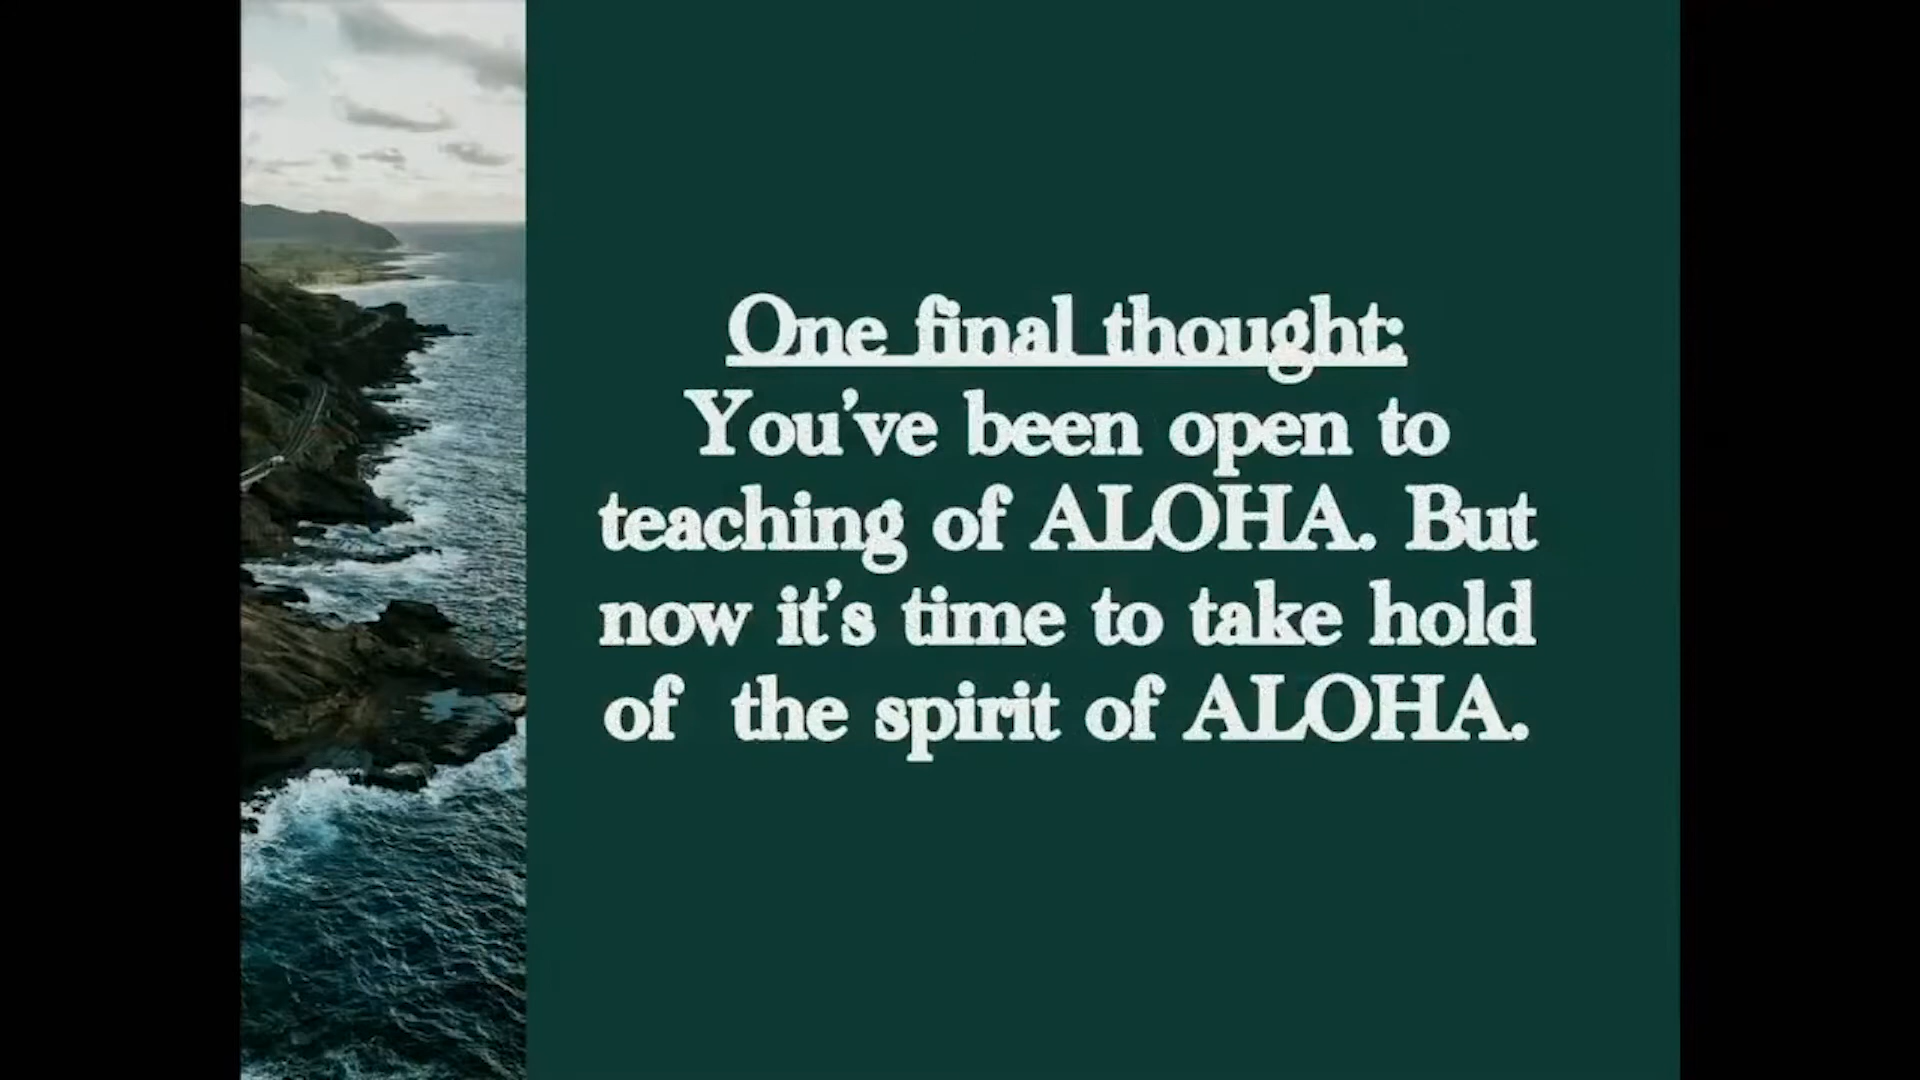 One final thought:
You've been open to
teaching of ALOHA. But
now it's time to take hold
of  the spirit of ALOHA.